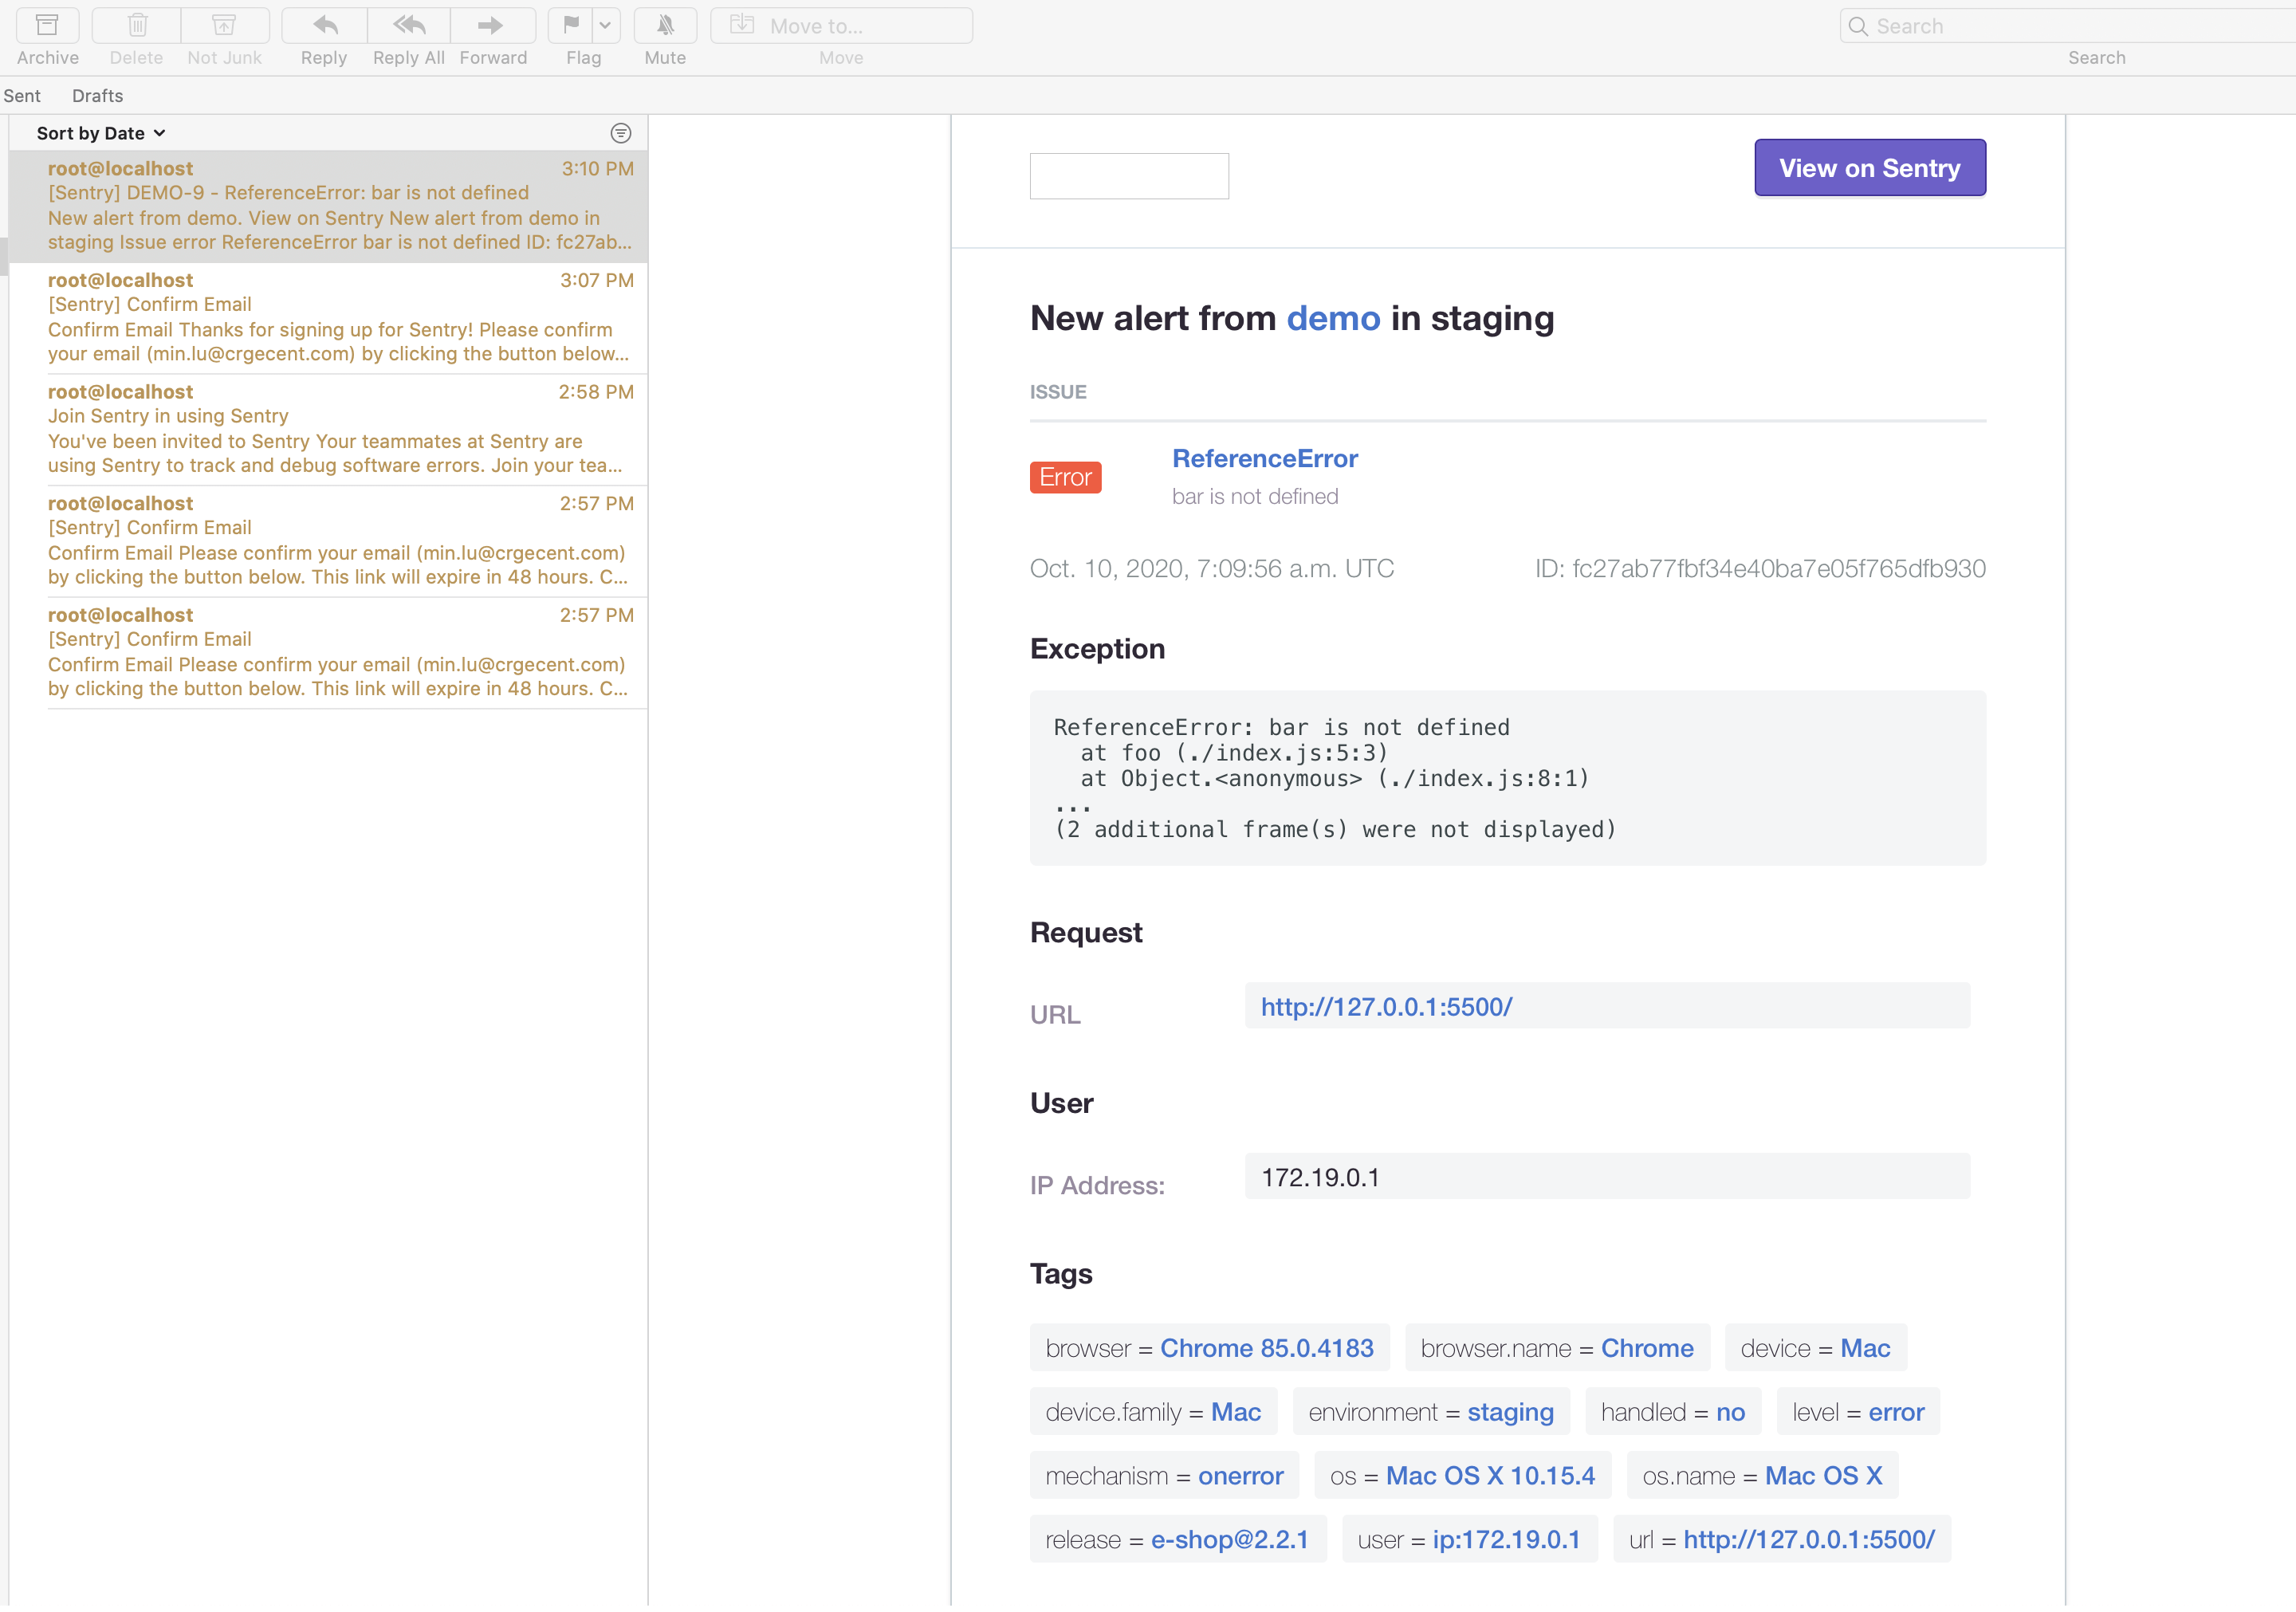 Move to...
Search
Archive
Delete
Not Junk
Reply
Reply All
Forward
Flag
Mute
Move
Search
Sent
Drafts
Sort by Date
root@localhost 3:10 PM
[Sentry] DEMO-9 - ReferenceError: bar is not defined
New alert from demo. View on Sentry New alert from demo in
staging Issue error ReferenceError bar is not defined ID: fc27ab...
root@localhost 3:07 PM
[Sentry] Confirm Email
Confirm Email Thanks for signing up for Sentry! Please confirm
your email (min.lu@crgecent.com) by clicking the button below...
root@localhost 2:58 PM
Join Sentry in using Sentry
You've been invited to Sentry Your teammates at Sentry are
using Sentry to track and debug software errors. Join your tea...
root@localhost 2:57 PM
[Sentry] Confirm Email
Confirm Email Please confirm your email (min.lu@crgecent.com)
by clicking the button below. This link will expire in 48 hours. C...
root@localhost 2:57 PM
[Sentry] Confirm Email
Confirm Email Please confirm your email (min.lu@crgecent.com)
by clicking the button below. This link will expire in 48 hours. C...
View on Sentry
New alert from demo in staging
ISSUE
Error
ReferenceError
bar is not defined
Oct. 10, 2020, 7:09:56 a.m. UTC
ID: fc27ab77fbf34e40ba7e05f765dfb930
Exception
ReferenceError: bar is not defined
at foo (./index.js:5:3)
at Object.<anonymous> (./index.js:8:1)
...
(2 additional frame(s) were not displayed)
Request
URL
http://127.0.0.1:5500/
User
IP Address:
172.19.0.1
Tags
browser = Chrome 85.0.4183
browser.name = Chrome
device = Mac
device.family = Mac
environment = staging
handled = no
level = error
mechanism = onerror
os = Mac OS X 10.15.4
os.name = Mac OS X
release = e-shop@2.2.1
user = ip:172.19.0.1
url = http://127.0.0.1:5500/